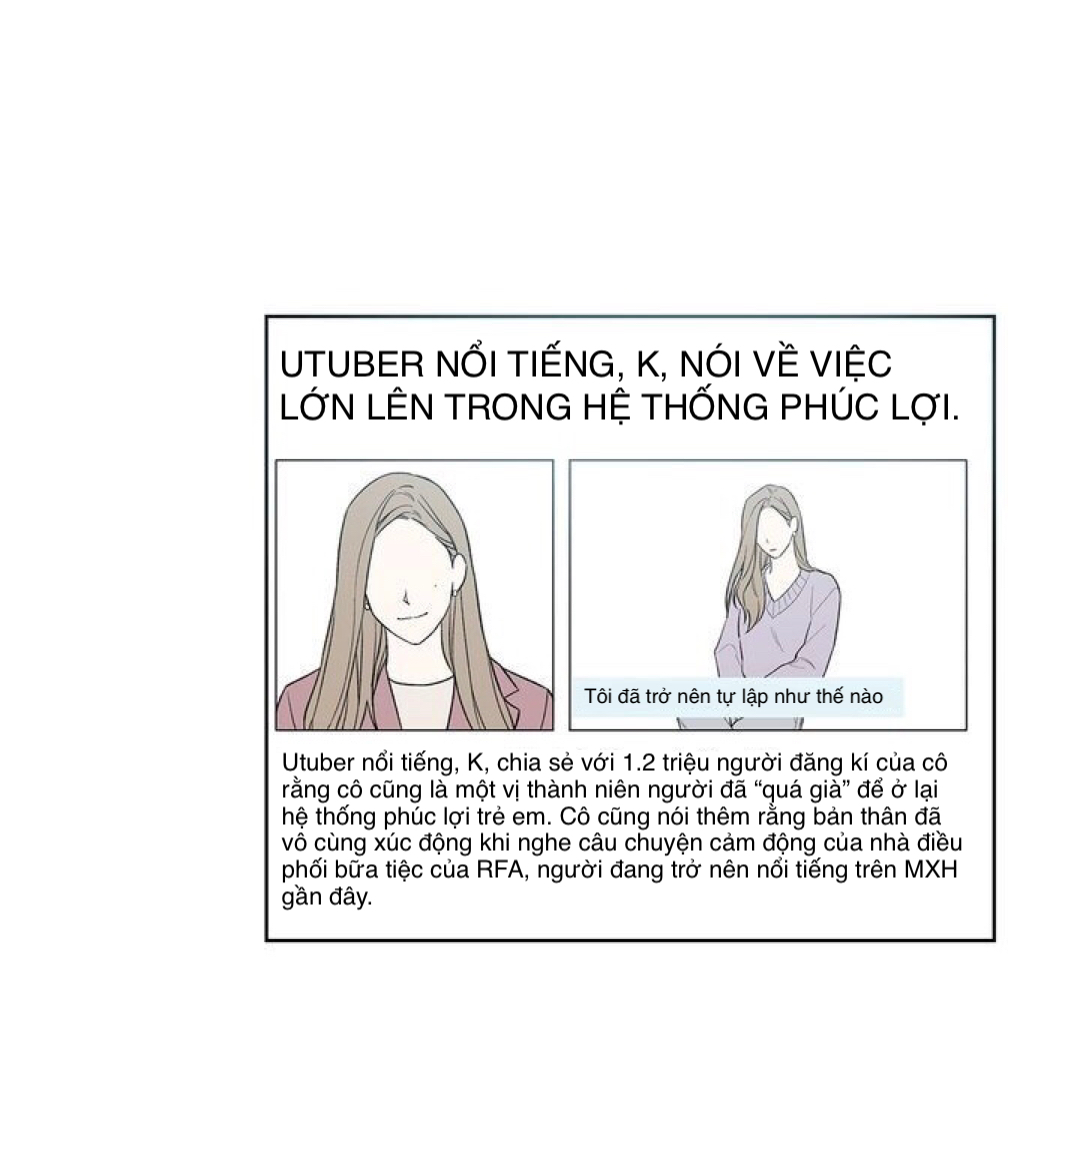 UTUBER NỔI TIẾNG, K, NÓI VỀ VIỆC
LỚN LÊN TRONG HỆ THỐNG PHÚC LỢI.
Tôi đã trở nên tự lập như thế nào
Utuber nổi tiếng, K, chia sẻ với 1.2 triệu người đăng kí của cô
rằng cô cũng là một vị thành niên người đã “quá già” để ở lại
hệ thống phúc lợi trẻ em. Cô cũng nói thêm rằng bản thân đã
vô cùng xúc động khi nghe câu chuyện cảm động của nhà điều
phối bữa tiệc của RFA, người đang trở nên nổi tiếng trên MXH
gần đây.